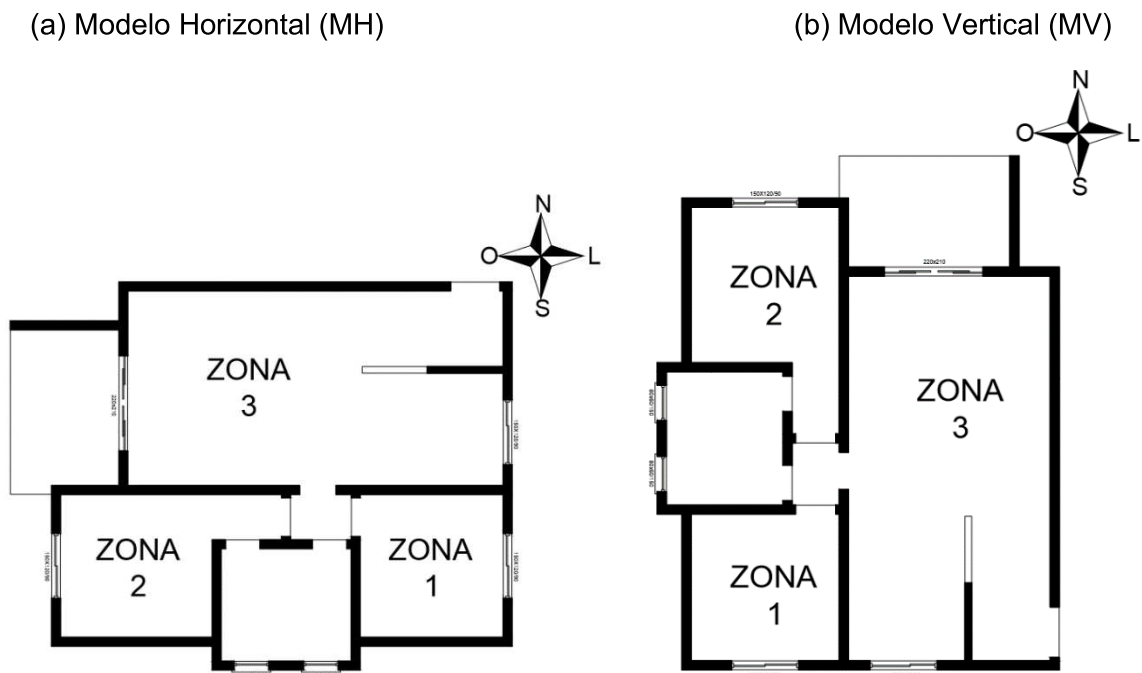 (a) Modelo Horizontal (MH)
(b) Modelo Vertical (MV)
N
O
L
S
ZONA
3
220x210
ZONA
2
ZONA
1
N
O
L
S
150X120/90
ZONA
2
220x210
ZONA
3
ZONA
1